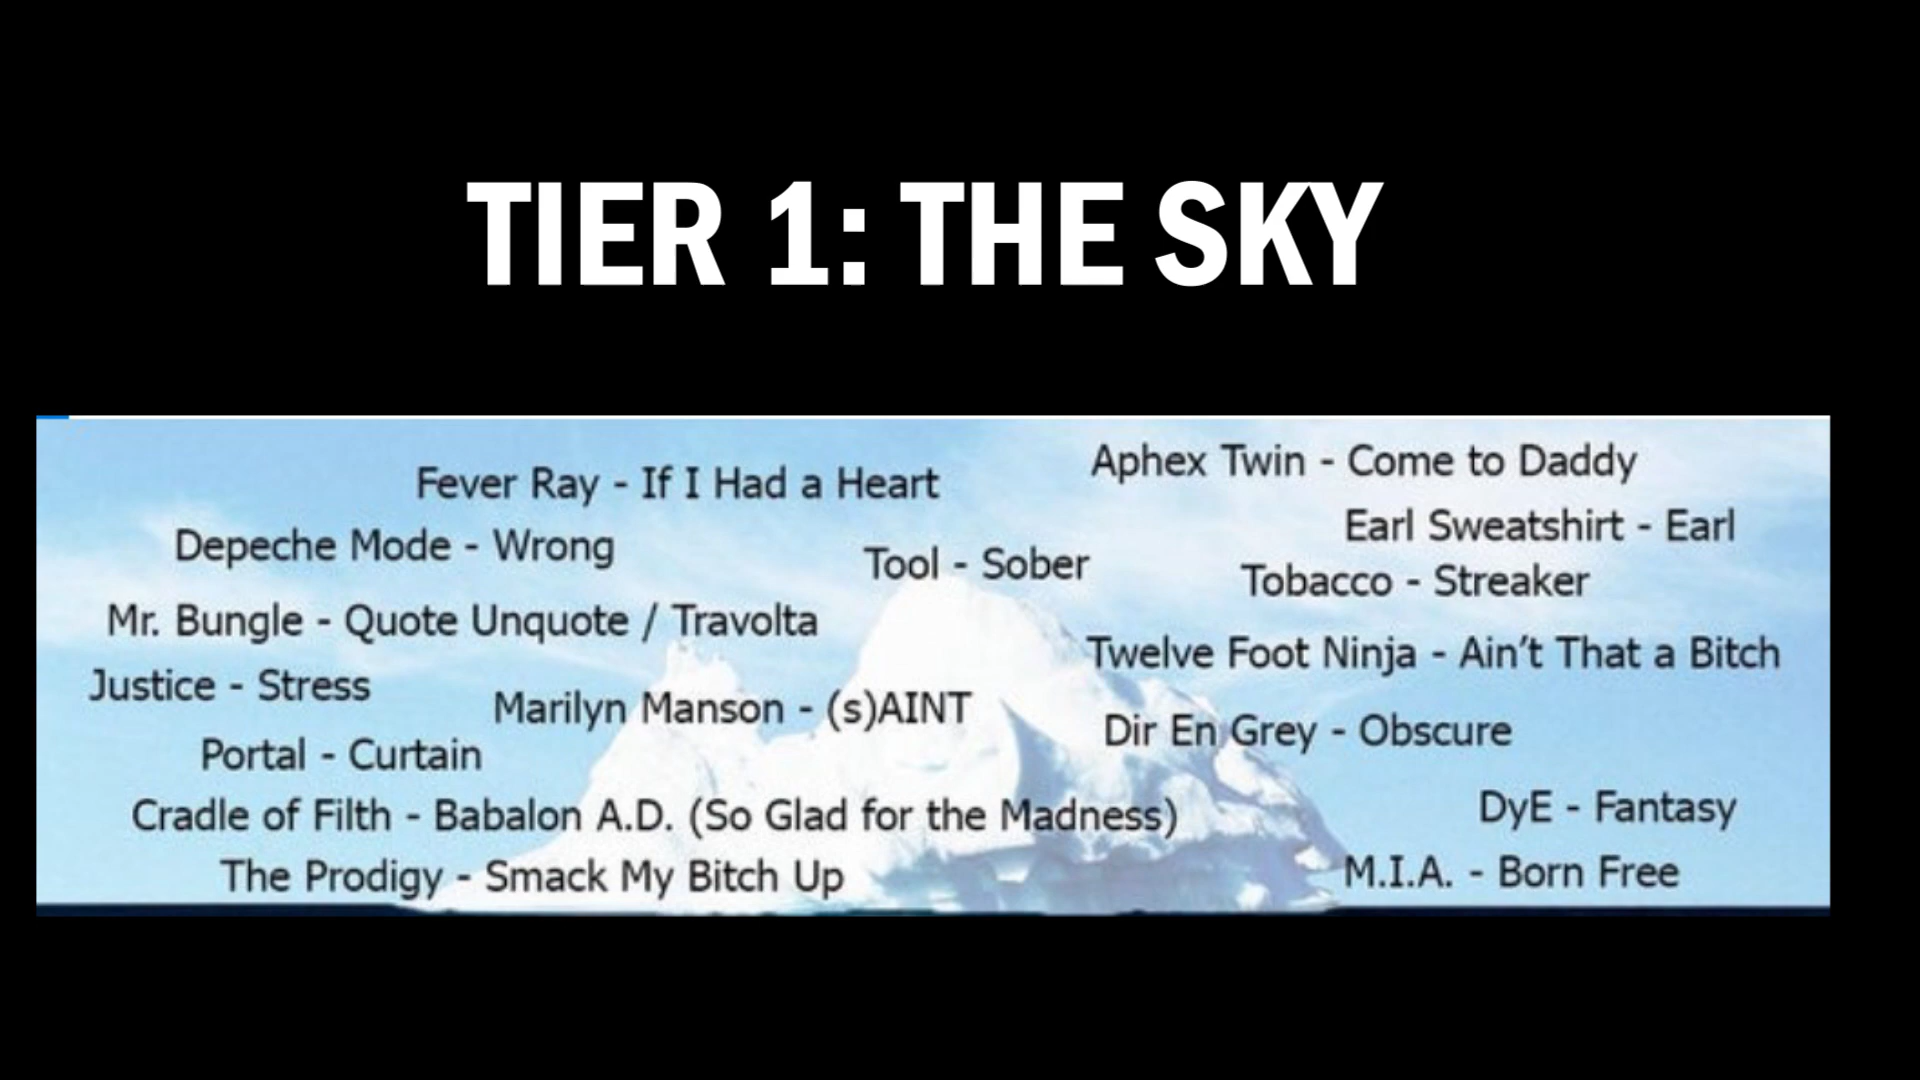 TIER 1: THE SKY
Aphex Twin - Come to Daddy
Fever Ray - If I Had a Heart
Earl Sweatshirt - Earl
Depeche Mode - Wrong
Tool - Sober
Tobacco - Streaker
Mr. Bungle - Quote Unquote / Travolta
Twelve Foot Ninja - Ain’t That a Bitch
Justice - Stress
Marilyn Manson - (s)AINT
Dir En Grey - Obscure
Portal - Curtain
DyE - Fantasy
Cradle of Filth - Babalon A.D. (So Glad for the Madness)
M.I.A. - Born Free
The Prodigy - Smack My Bitch Up